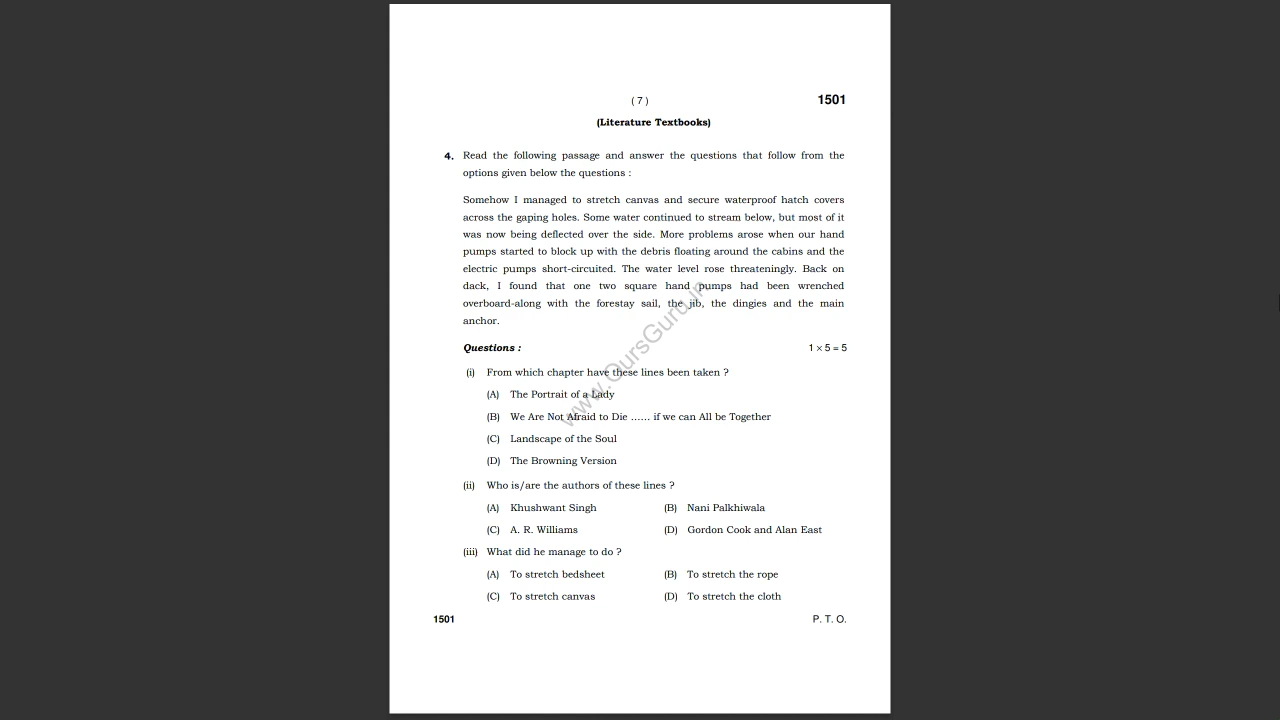 ( 7 )
1501
(Literature Textbooks)
4. Read the following passage and answer the questions that follow from the
options given below the questions :
Somehow I managed to stretch canvas and secure waterproof hatch covers
across the gaping holes. Some water continued to stream below, but most of it
was now being deflected over the side. More problems arose when our hand
pumps started to block up with the debris floating around the cabins and the
electric pumps short-circuited. The water level rose threateningly. Back on
dack, I found that one two square hand pumps had been wrenched
overboard-along with the forestay sail, the jib, the dingies and the main
anchor.
Questions : 1 × 5 = 5
(i) From which chapter have these lines been taken ?
(A) The Portrait of a Lady
(B) We Are Not Afraid to Die ...... if we can All be Together
(C) Landscape of the Soul
(D) The Browning Version
(ii) Who is/are the authors of these lines ?
(A) Khushwant Singh (B) Nani Palkhiwala
(C) A. R. Williams (D) Gordon Cook and Alan East
(iii) What did he manage to do ?
(A) To stretch bedsheet (B) To stretch the rope
(C) To stretch canvas (D) To stretch the cloth
1501 P. T. O.
www.OursGuru.in